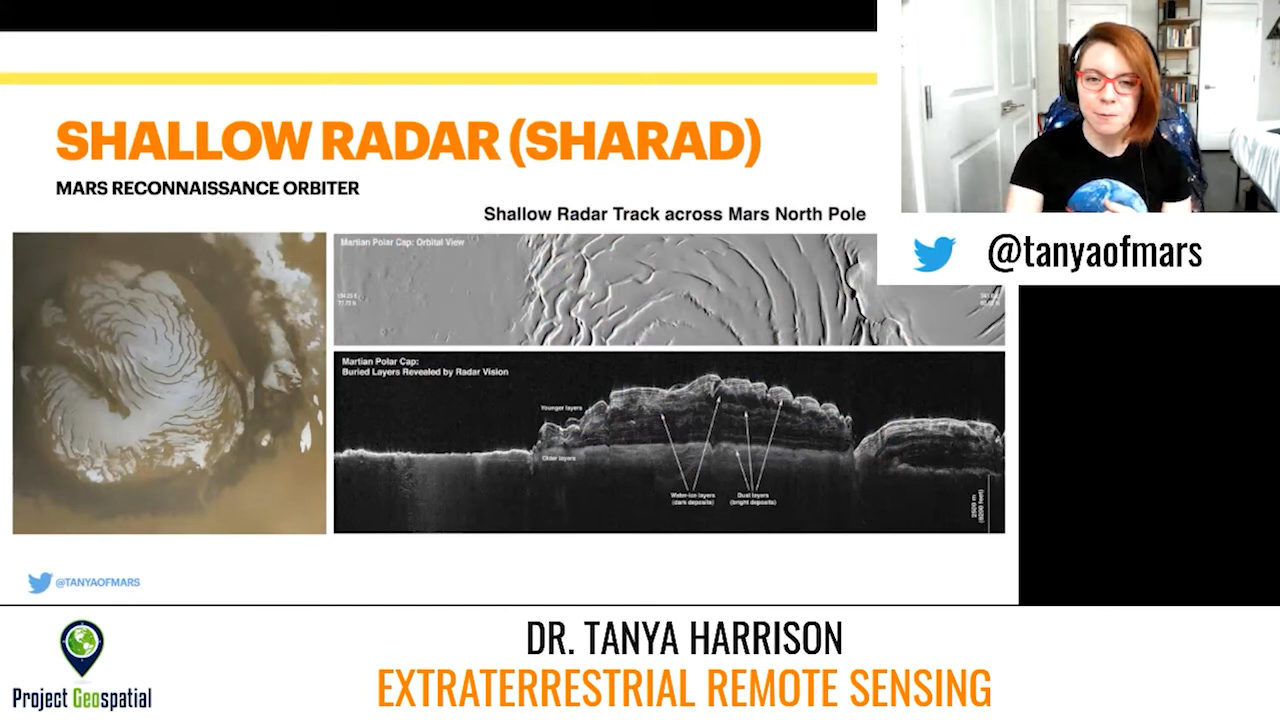 SHALLOW RADAR (SHARAD)
MARS RECONNAISSANCE ORBITER
Shallow Radar Track across Mars North Pole
Martian Polar Cap: Orbital View
Martian Polar Cap:
Buried Layers Revealed by Radar Vision
Younger layers
Older layers
Water-ice layers
(dark deposits)
Dust layers
(bright deposits)
@tanyaofmars
@TANYAOFMARS
DR. TANYA HARRISON
EXTRATERRESTRIAL REMOTE SENSING
Project Geospatial